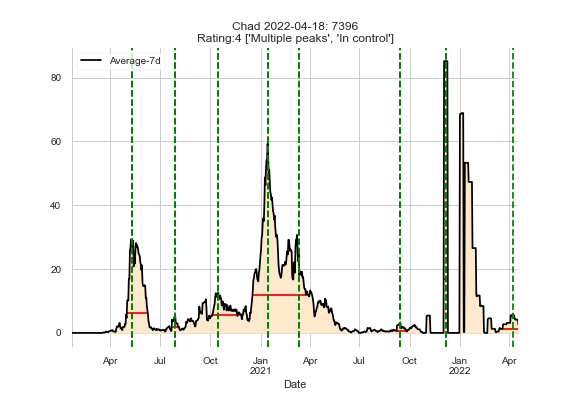 Chad 2022-04-18: 7396
Rating:4 ['Multiple peaks', 'In control']
Average-7d
80
60
40
20
0
Apr Jul Oct Jan Apr Jul Oct Jan Apr
2021 2022
Date